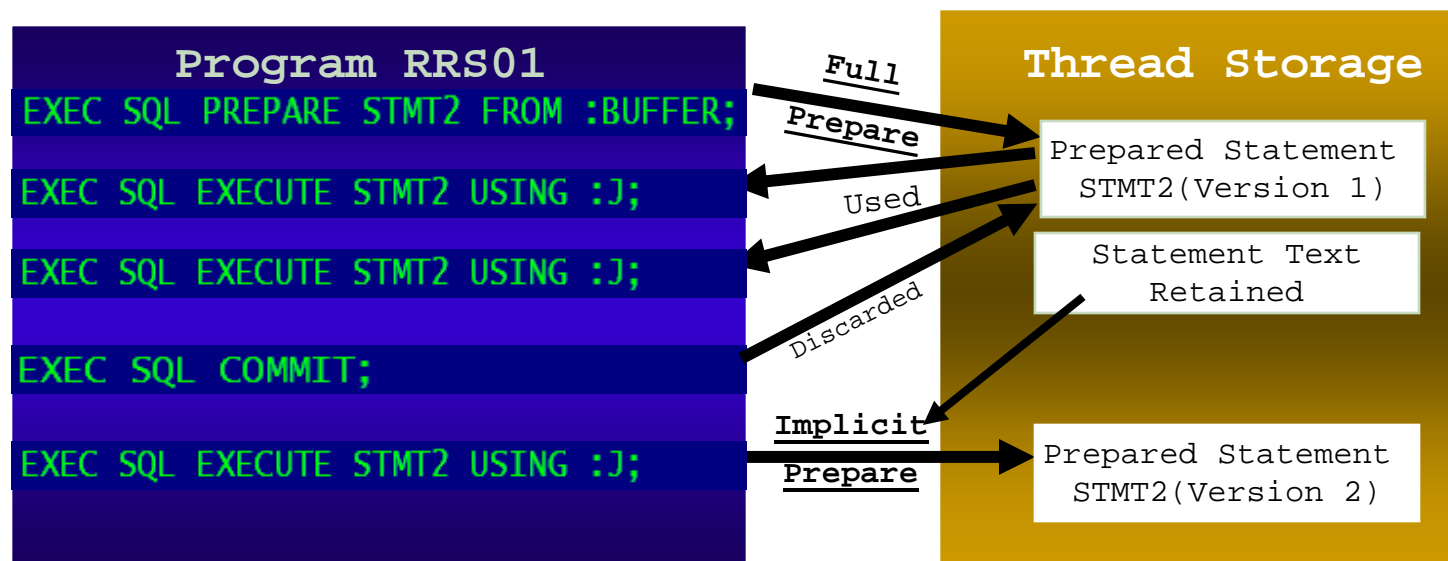 Program RRS01
EXEC SQL PREPARE STMT2 FROM :BUFFER;
EXEC SQL EXECUTE STMT2 USING :J;
EXEC SQL EXECUTE STMT2 USING :J;
EXEC SQL COMMIT;
EXEC SQL EXECUTE STMT2 USING :J;
Full
Prepare
Used
Discarded
Implicit
Prepare
Thread Storage
Prepared Statement
STMT2(Version 1)
Statement Text
Retained
Prepared Statement
STMT2(Version 2)